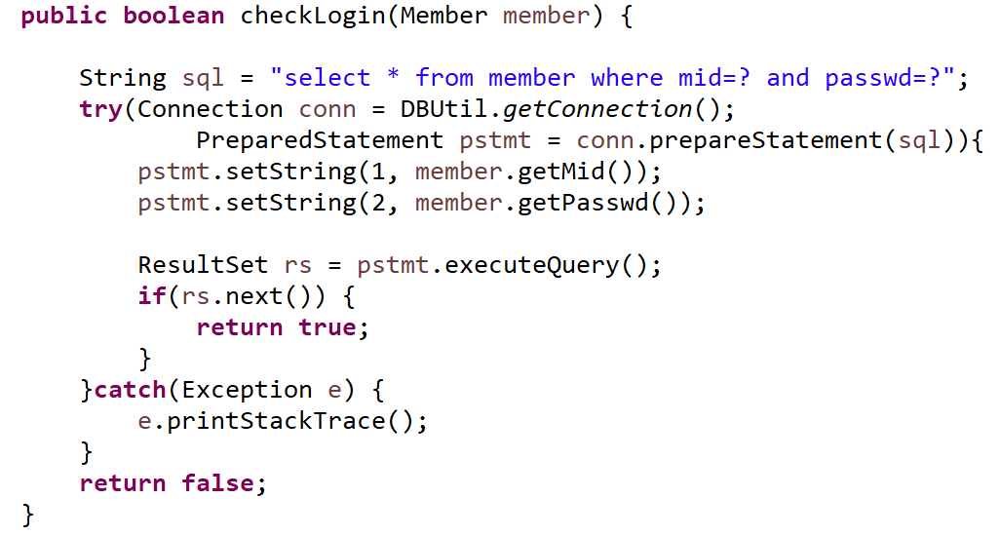 public boolean checkLogin(Member member) {
String sql = "select * from member where mid=? and passwd=?";
try(Connection conn = DBUtil.getConnection();
PreparedStatement pstmt = conn.prepareStatement(sql)){
pstmt.setString(1, member.getMid());
pstmt.setString(2, member.getPasswd());
ResultSet rs = pstmt.executeQuery();
if(rs.next()) {
return true;
}
}catch(Exception e) {
e.printStackTrace();
}
return false;
}